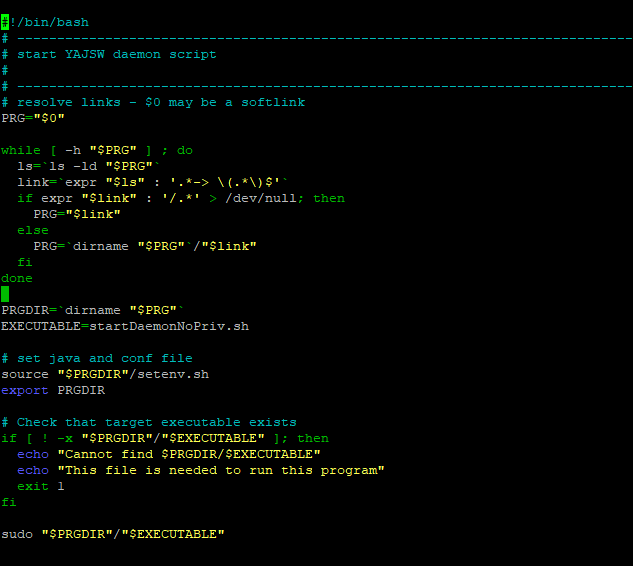 #!/bin/bash
# -----------------------------------------------------------------------------
# start YAJSW daemon script
#
# -----------------------------------------------------------------------------
# resolve links - $0 may be a softlink
PRG="$0"

while [ -h "$PRG" ] ; do
  ls=`ls -ld "$PRG"`
  link=`expr "$ls" : '.*-> \(.*\)$'`
  if expr "$link" : '/.*' > /dev/null; then
    PRG="$link"
  else
    PRG=`dirname "$PRG"`/"$link"
  fi
done

PRGDIR=`dirname "$PRG"`
EXECUTABLE=startDaemonNoPriv.sh

# set java and conf file
source "$PRGDIR"/setenv.sh
export PRGDIR

# Check that target executable exists
if [ ! -x "$PRGDIR"/"$EXECUTABLE" ]; then
  echo "Cannot find $PRGDIR/$EXECUTABLE"
  echo "This file is needed to run this program"
  exit 1
fi

sudo "$PRGDIR"/"$EXECUTABLE"